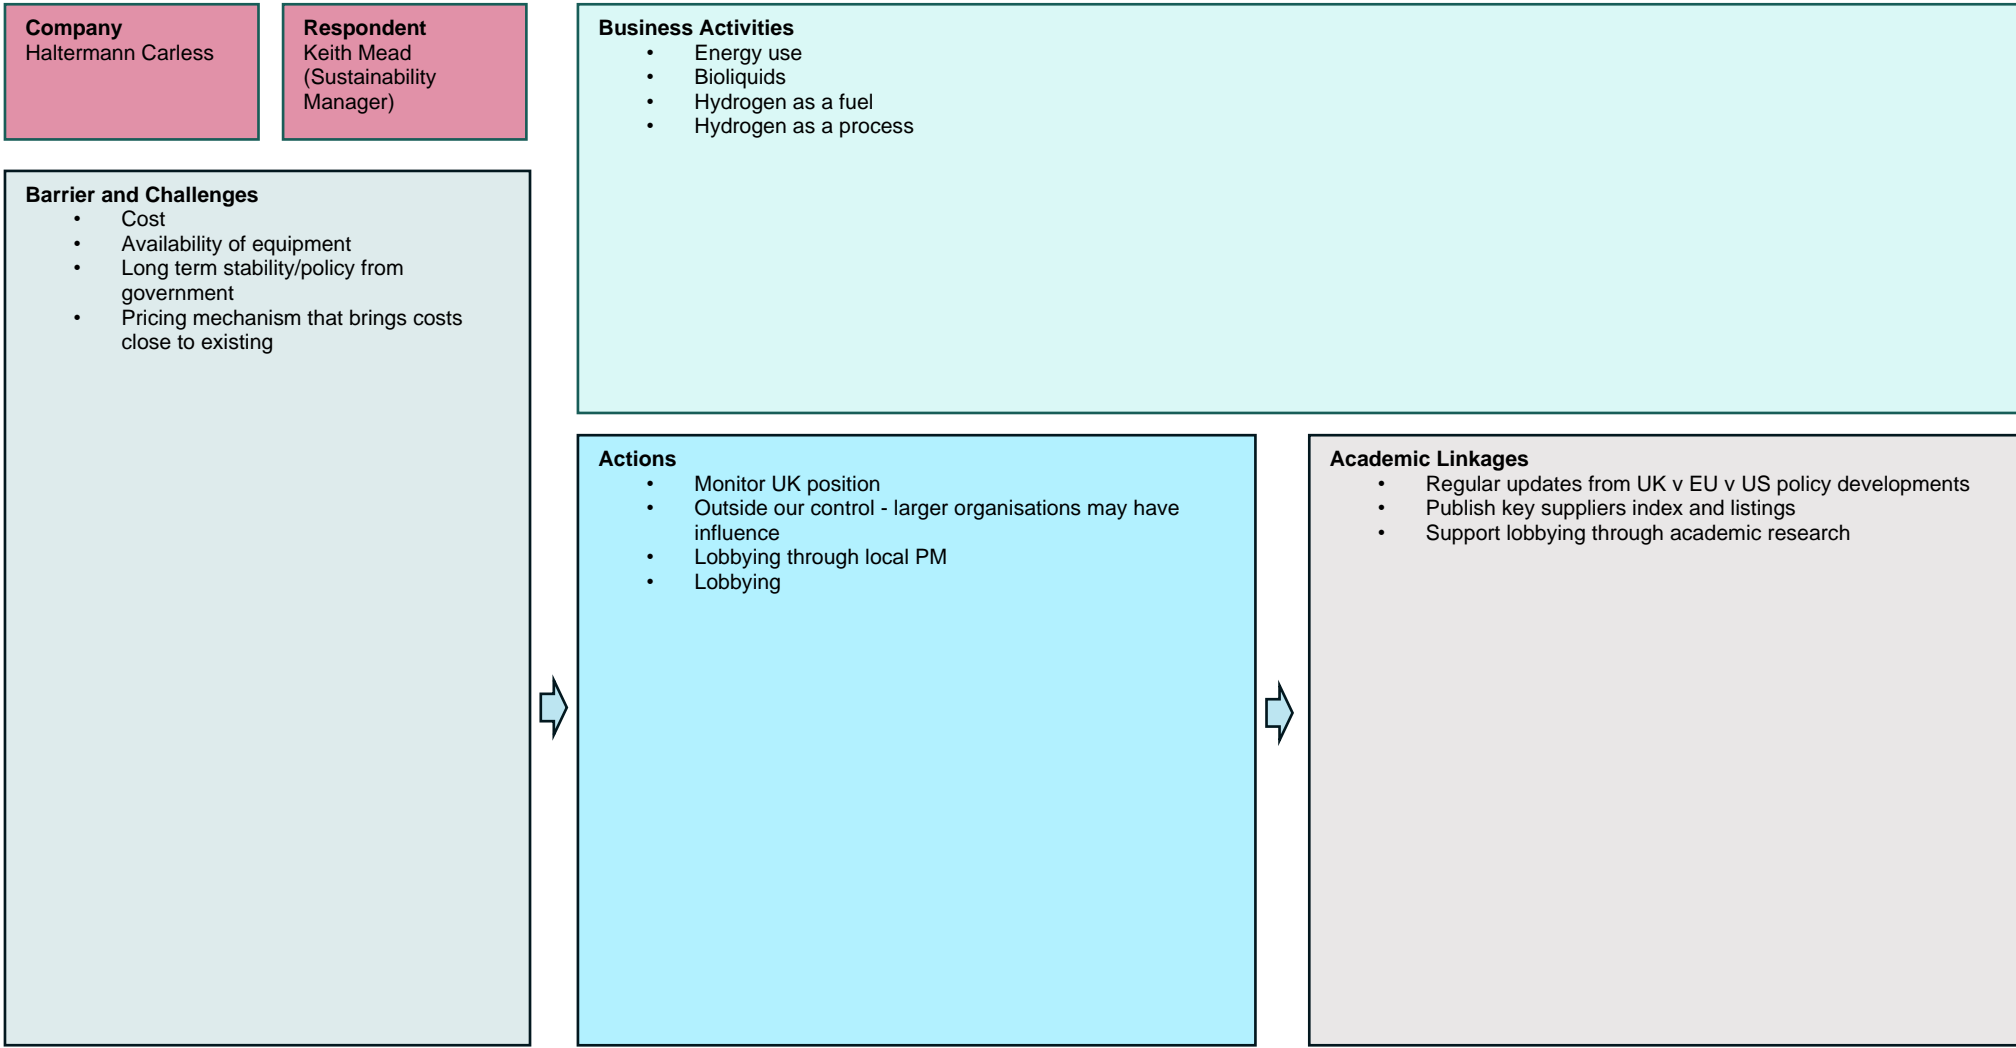 Company
Haltermann Carless
Respondent
Keith Mead
(Sustainability
Manager)
Business Activities
• Energy use
• Bioliquids
• Hydrogen as a fuel
• Hydrogen as a process
Barrier and Challenges
• Cost
• Availability of equipment
• Long term stability/policy from
government
• Pricing mechanism that brings costs
close to existing
Actions
• Monitor UK position
• Outside our control - larger organisations may have
influence
• Lobbying through local PM
• Lobbying
Academic Linkages
• Regular updates from UK v EU v US policy developments
• Publish key suppliers index and listings
• Support lobbying through academic research